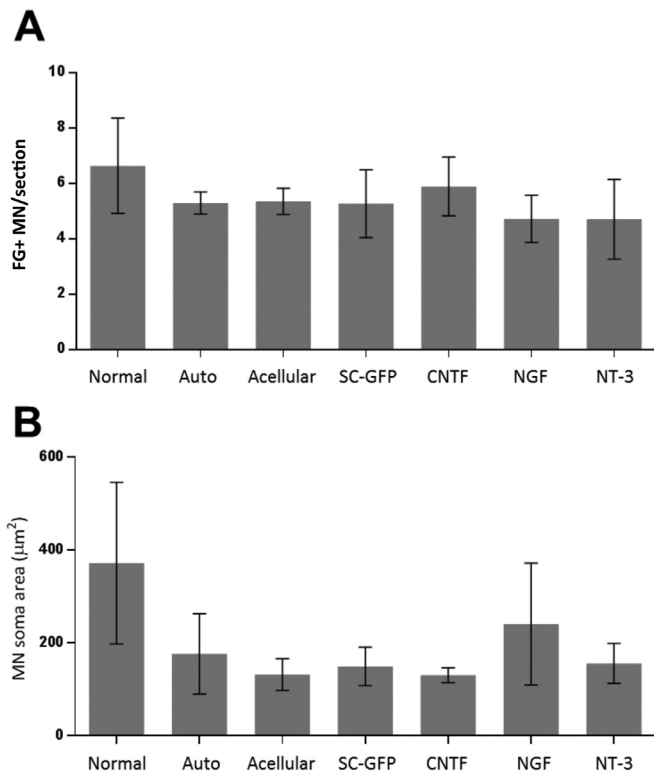 A
FG+ MN/section
10
8
6
4
2
0
Normal Auto Acellular SC-GFP CNTF NGF NT-3
B
MN soma area (µm²)
600
400
200
0
Normal Auto Acellular SC-GFP CNTF NGF NT-3